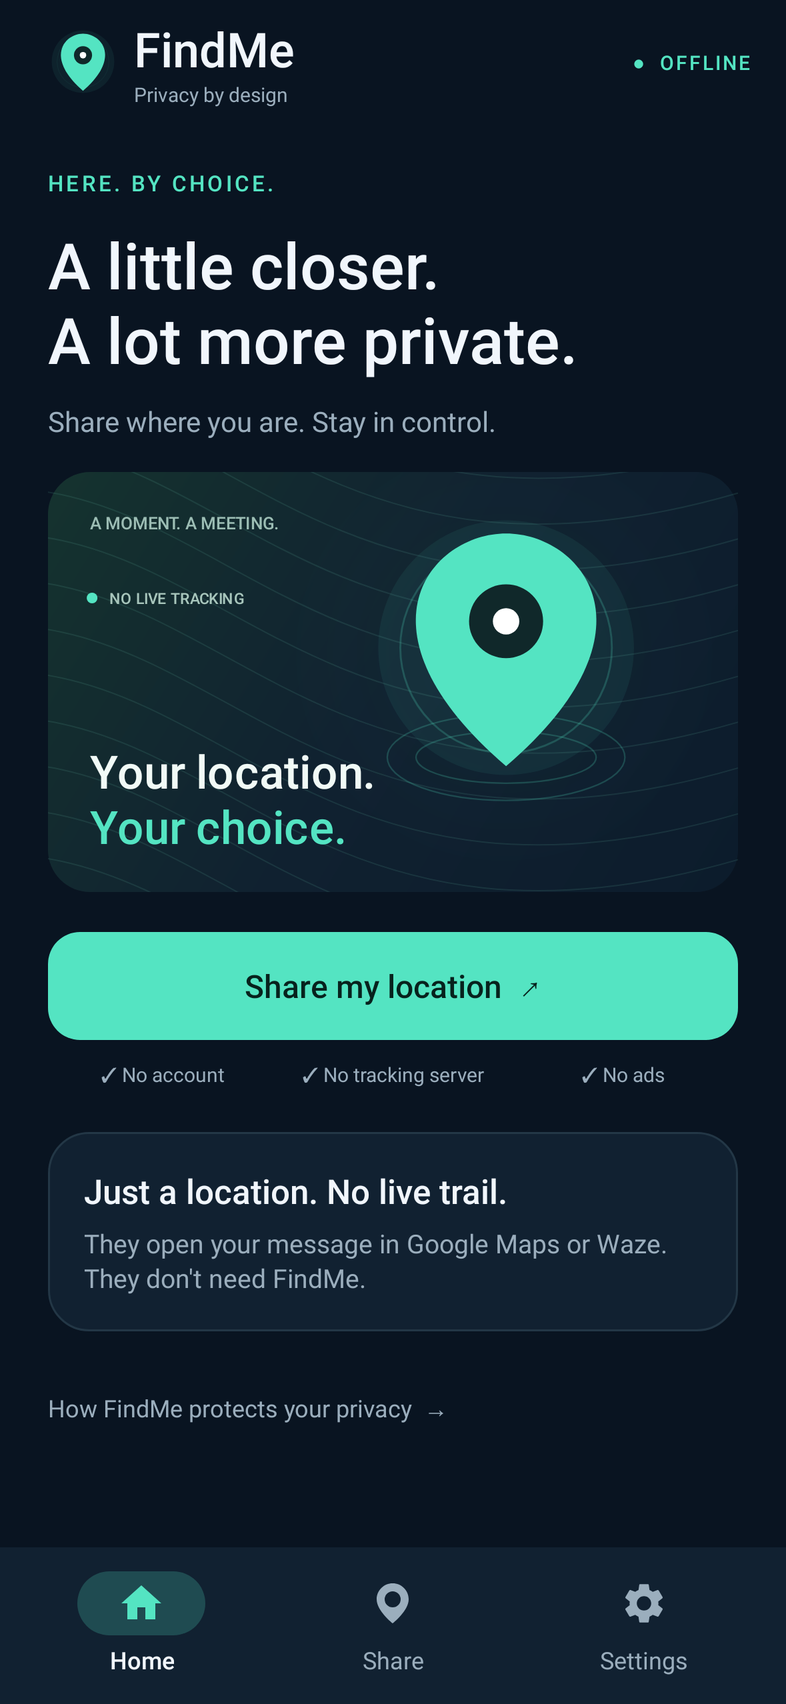 FindMe
Privacy by design
OFFLINE
HERE. BY CHOICE.
A little closer.
A lot more private.
Share where you are. Stay in control.
A MOMENT. A MEETING.
NO LIVE TRACKING
Your location.
Your choice.
Share my location ↗
✓ No account ✓ No tracking server ✓ No ads
Just a location. No live trail.
They open your message in Google Maps or Waze.
They don't need FindMe.
How FindMe protects your privacy →
Home Share Settings